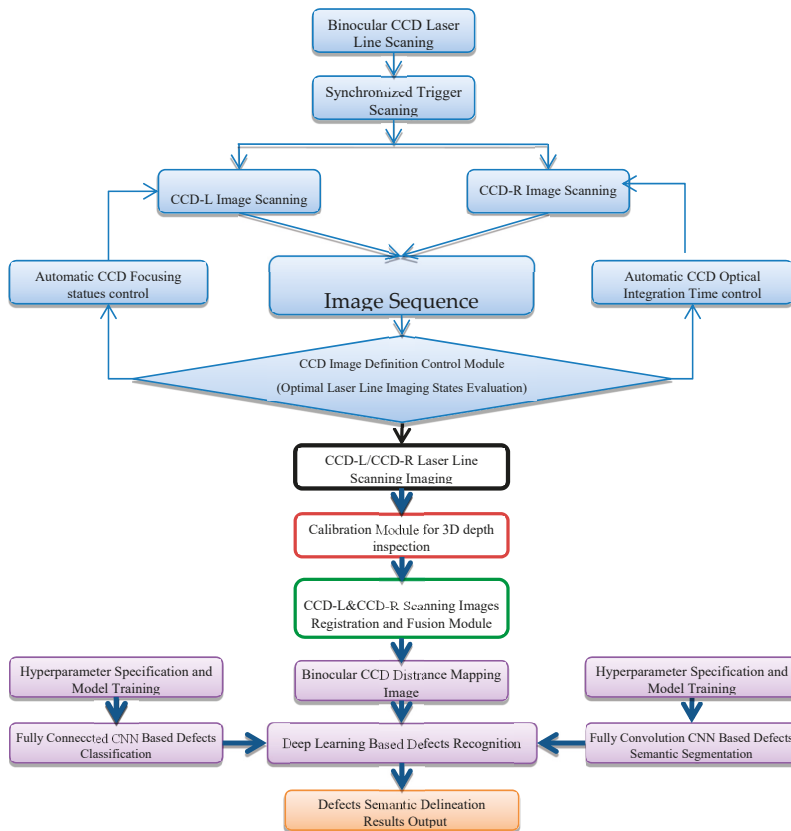 Binocular CCD Laser
Line Scanning
Synchronized Trigger
Scaning
CCD-L Image Scanning
CCD-R Image Scanning
Automatic CCD Focusing
statues control
Image Sequence
Automatic CCD Optical
Integration Time control
CCD Image Definition Control Module
(Optimal Laser Line Imaging States Evaluation)
CCD-L/CCD-R Laser Line
Scanning Imaging
Calibration Module for 3D depth
inspection
CCD-L&CCD-R Scanning Images
Registration and Fusion Module
Hyperparameter Specification and
Model Training
Binocular CCD Distrance Mapping
Image
Hyperparameter Specification and
Model Training
Fully Conneccted CNN Based Defects
Classification
Deep Learning Based Defects Recognition
Fully Convolution CNN Based Defects
Semantic Segmentation
Defects Semantic Delineation
Results Output